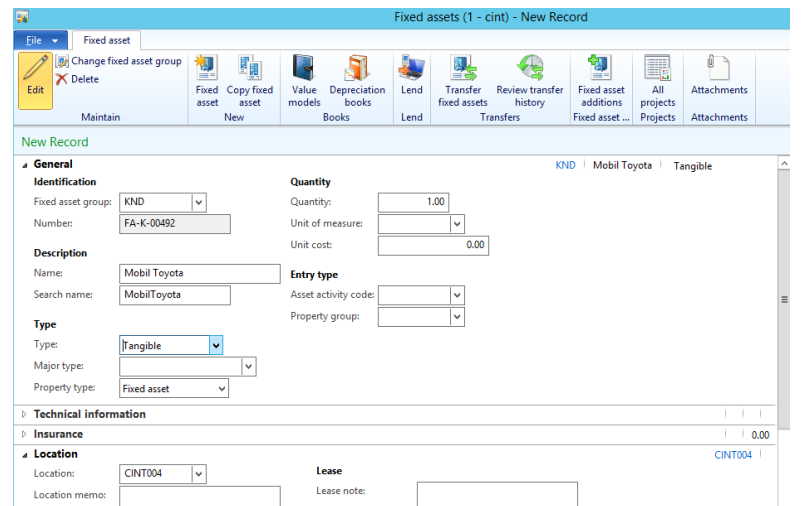 Fixed assets (1 - cint) - New Record
File Fixed asset
Edit
Change fixed asset group
Delete
Maintain
Fixed asset
Copy fixed asset
New
Value models
Depreciation books
Books
Lend
Lend
Transfer fixed assets
Review transfer history
Transfers
Fixed asset additions
Fixed asset ...
All projects
Projects
Attachments
Attachments
New Record
General KND Mobil Toyota Tangible
Identification
Fixed asset group: KND
Number: FA-K-00492
Description
Name: Mobil Toyota
Search name: MobilToyota
Type
Type: Tangible
Major type:
Property type: Fixed asset
Quantity
Quantity: 1.00
Unit of measure:
Unit cost: 0.00
Entry type
Asset activity code:
Property group:
Technical information
Insurance 0.00
Location CINT004
Location: CINT004
Location memo:
Lease
Lease note: